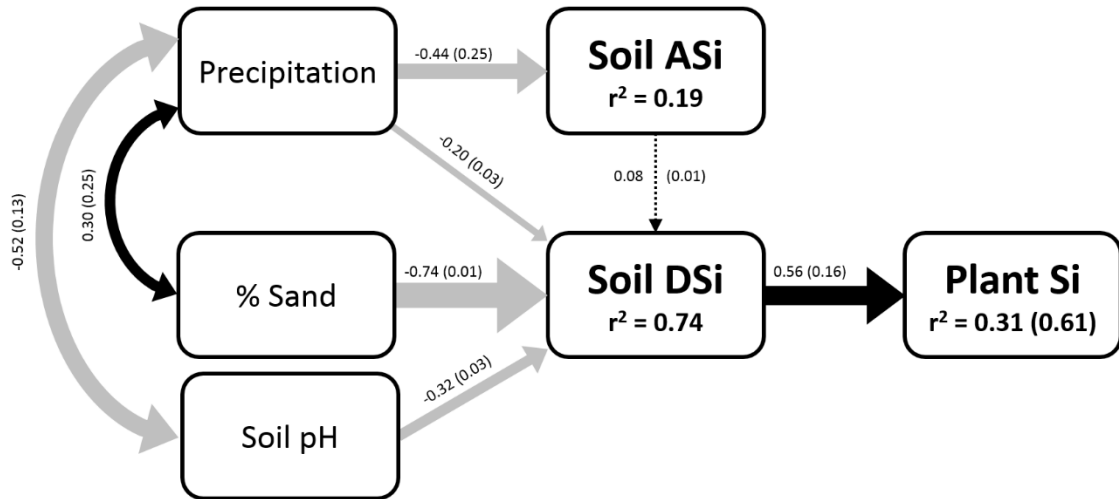 Precipitation
-0.44 (0.25)
Soil ASi
r² = 0.19
-0.20 (0.03)
0.08 (0.01)
-0.52 (0.13)
0.30 (0.25)
% Sand
-0.74 (0.01)
Soil DSi
r² = 0.74
0.56 (0.16)
Plant Si
r² = 0.31 (0.61)
-0.32 (0.03)
Soil pH